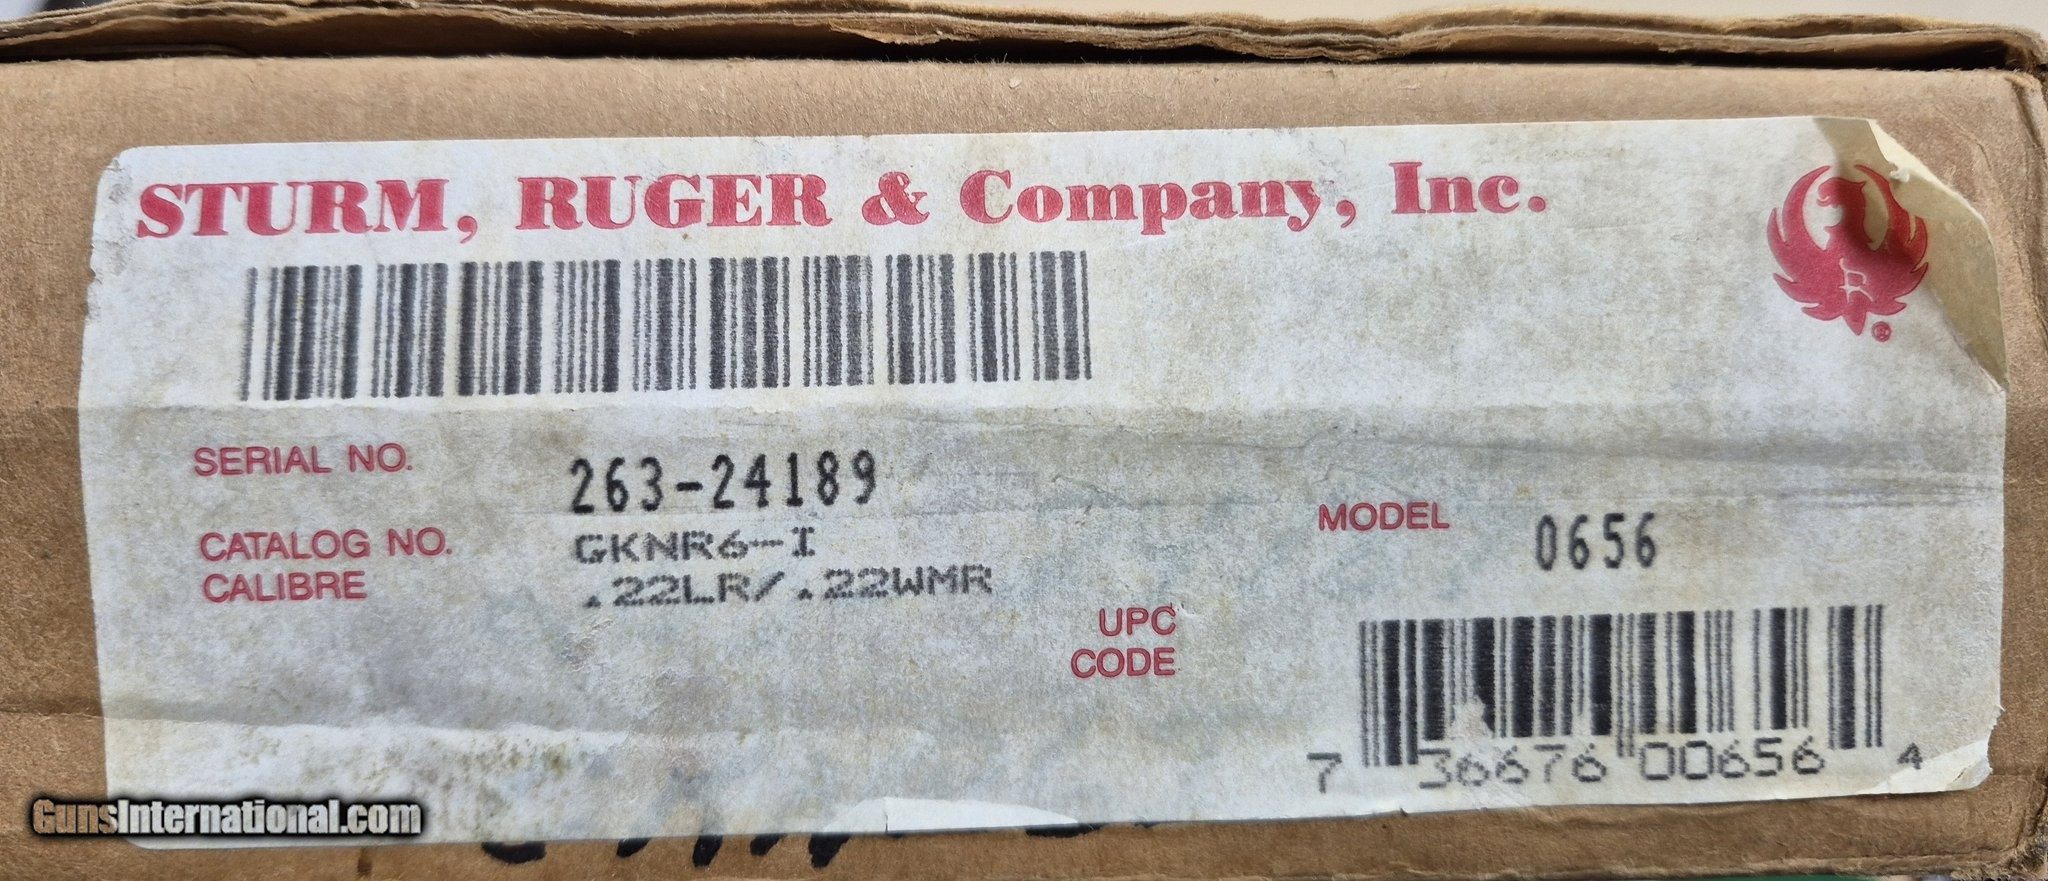 STURM, RUGER & Company, Inc.
R
®
SERIAL NO. 263-24189
CATALOG NO. GKNR6-I
CALIBRE .22LR/.22WMR
MODEL 0656
UPC
CODE
7 36676 00656 4
GunsInternational.com